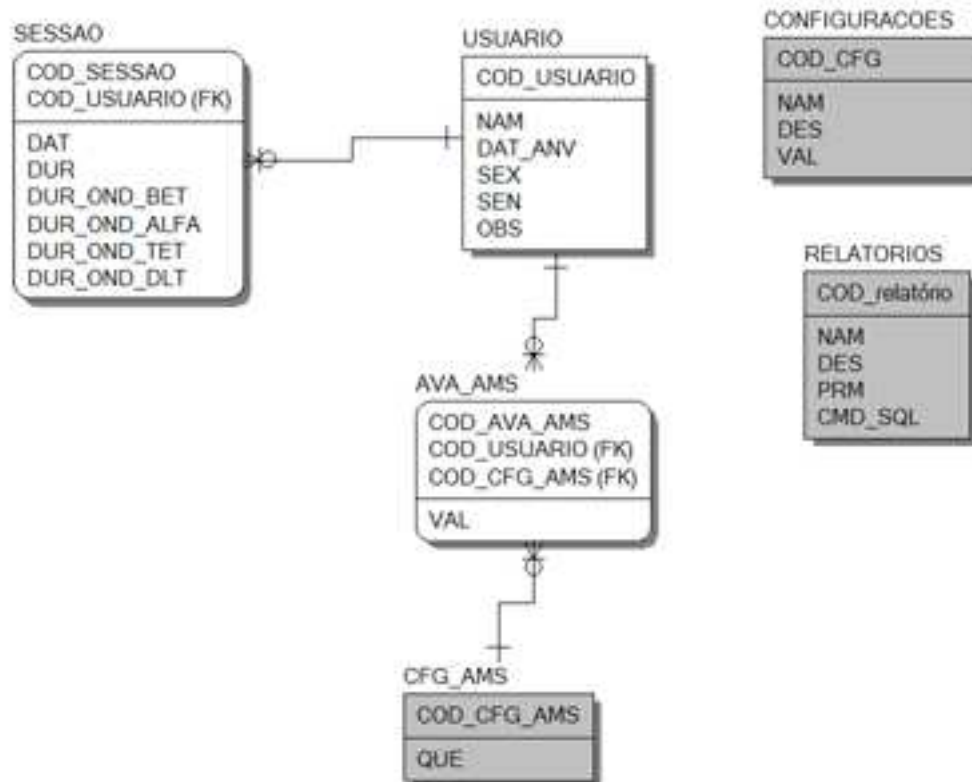 SESSAO
COD_SESSAO
COD_USUARIO (FK)
DAT
DUR
DUR_OND_BET
DUR_OND_ALFA
DUR_OND_TET
DUR_OND_DLT
USUARIO
COD_USUARIO
NAM
DAT_ANV
SEX
SEN
OBS
CONFIGURACOES
COD_CFG
NAM
DES
VAL
RELATORIOS
COD_relatório
NAM
DES
PRM
CMD_SQL
AVA_AMS
COD_AVA_AMS
COD_USUARIO (FK)
COD_CFG_AMS (FK)
VAL
CFG_AMS
COD_CFG_AMS
QUE